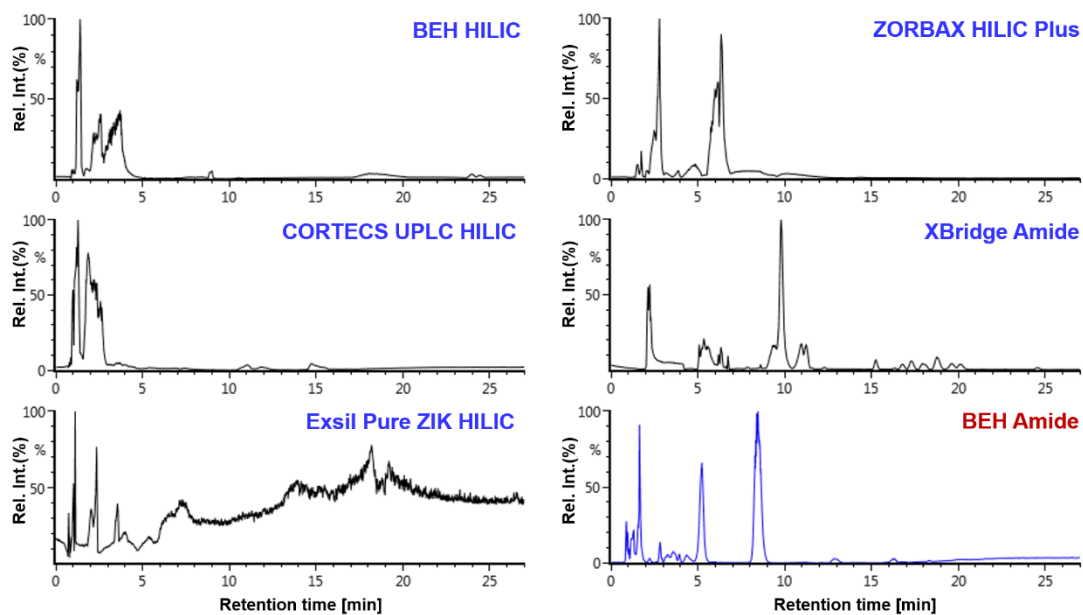 BEH HILIC
Rel. Int.(%)
100
%
50
0 5 10 15 20 25
ZORBAX HILIC Plus
Rel. Int.(%)
100
%
50
0
0 5 10 15 20 25
CORTECS UPLC HILIC
Rel. Int.(%)
100
%
50
0
0 5 10 15 20 25
XBridge Amide
Rel. Int.(%)
100
%
50
0
0 5 10 15 20 25
Exsil Pure ZIK HILIC
Rel. Int.(%)
100
%
50
0 5 10 15 20 25
Retention time [min]
BEH Amide
Rel. Int.(%)
100
%
50
0
0 5 10 15 20 25
Retention time [min]